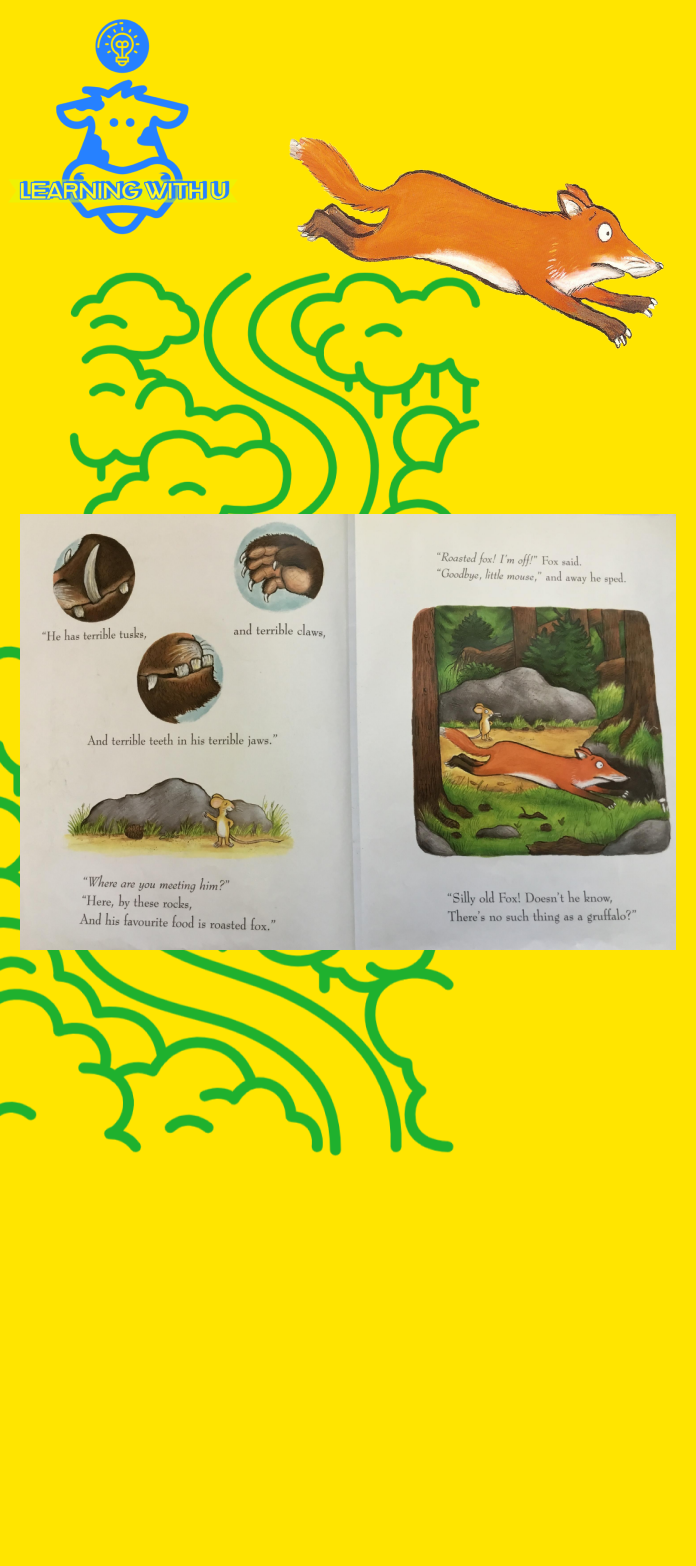 LEARNING WITH U
“He has terrible tusks,
and terrible claws,
And terrible teeth in his terrible jaws.”
“Where are you meeting him?”
“Here, by these rocks,
And his favourite food is roasted fox.”
“Roasted fox! I’m off!” Fox said.
“Goodbye, little mouse,” and away he sped.
“Silly old Fox! Doesn’t he know,
There’s no such thing as a gruffalo?”